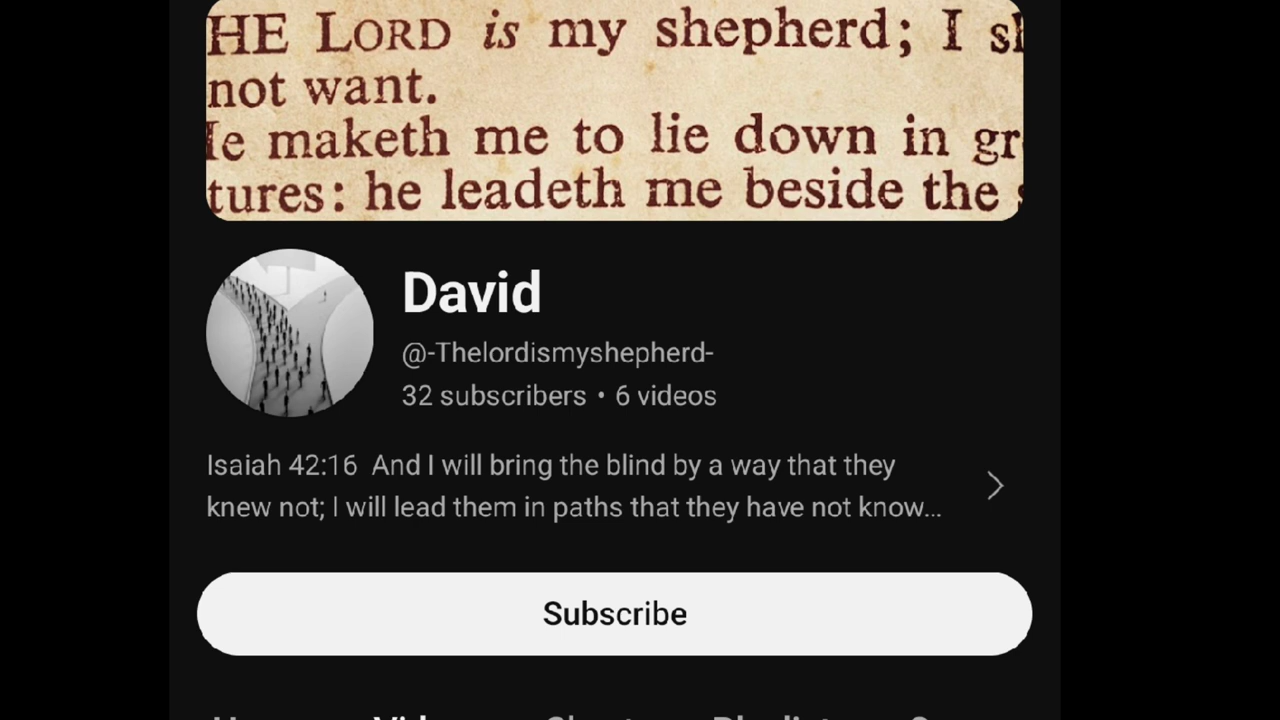 HE LORD is my shepherd; I
not want.
maketh me to lie down in
tures: he leadeth me beside the
David
@-Thelordismyshepherd-
32 subscribers • 6 videos
Isaiah 42:16 And I will bring the blind by a way that they
knew not; I will lead them in paths that they have not know...
Subscribe